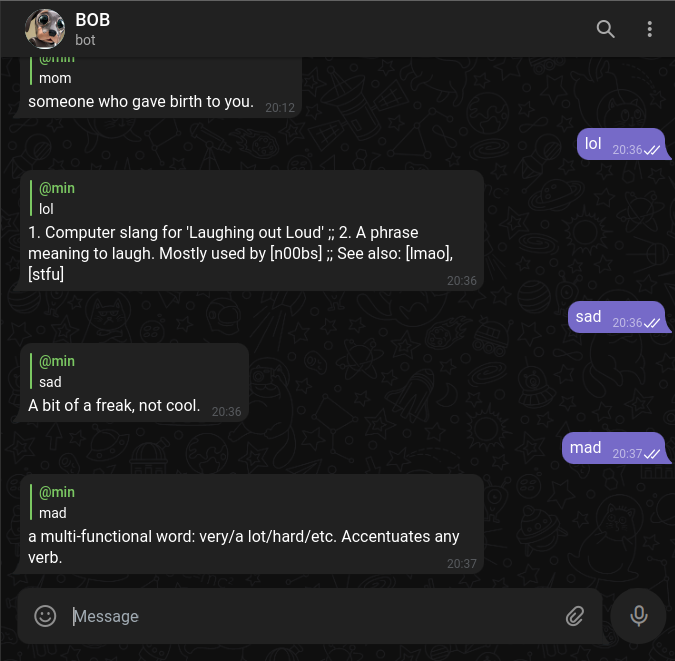 BOB
bot
@min
mom
someone who gave birth to you. 20:12
lol 20:36
@min
lol
1. Computer slang for 'Laughing out Loud' ;; 2. A phrase
meaning to laugh. Mostly used by [n00bs] ;; See also: [lmao],
[stfu]
20:36
sad 20:36
@min
sad
A bit of a freak, not cool. 20:36
mad 20:37
@min
mad
a multi-functional word: very/a lot/hard/etc. Accentuates any
verb.
20:37
Message